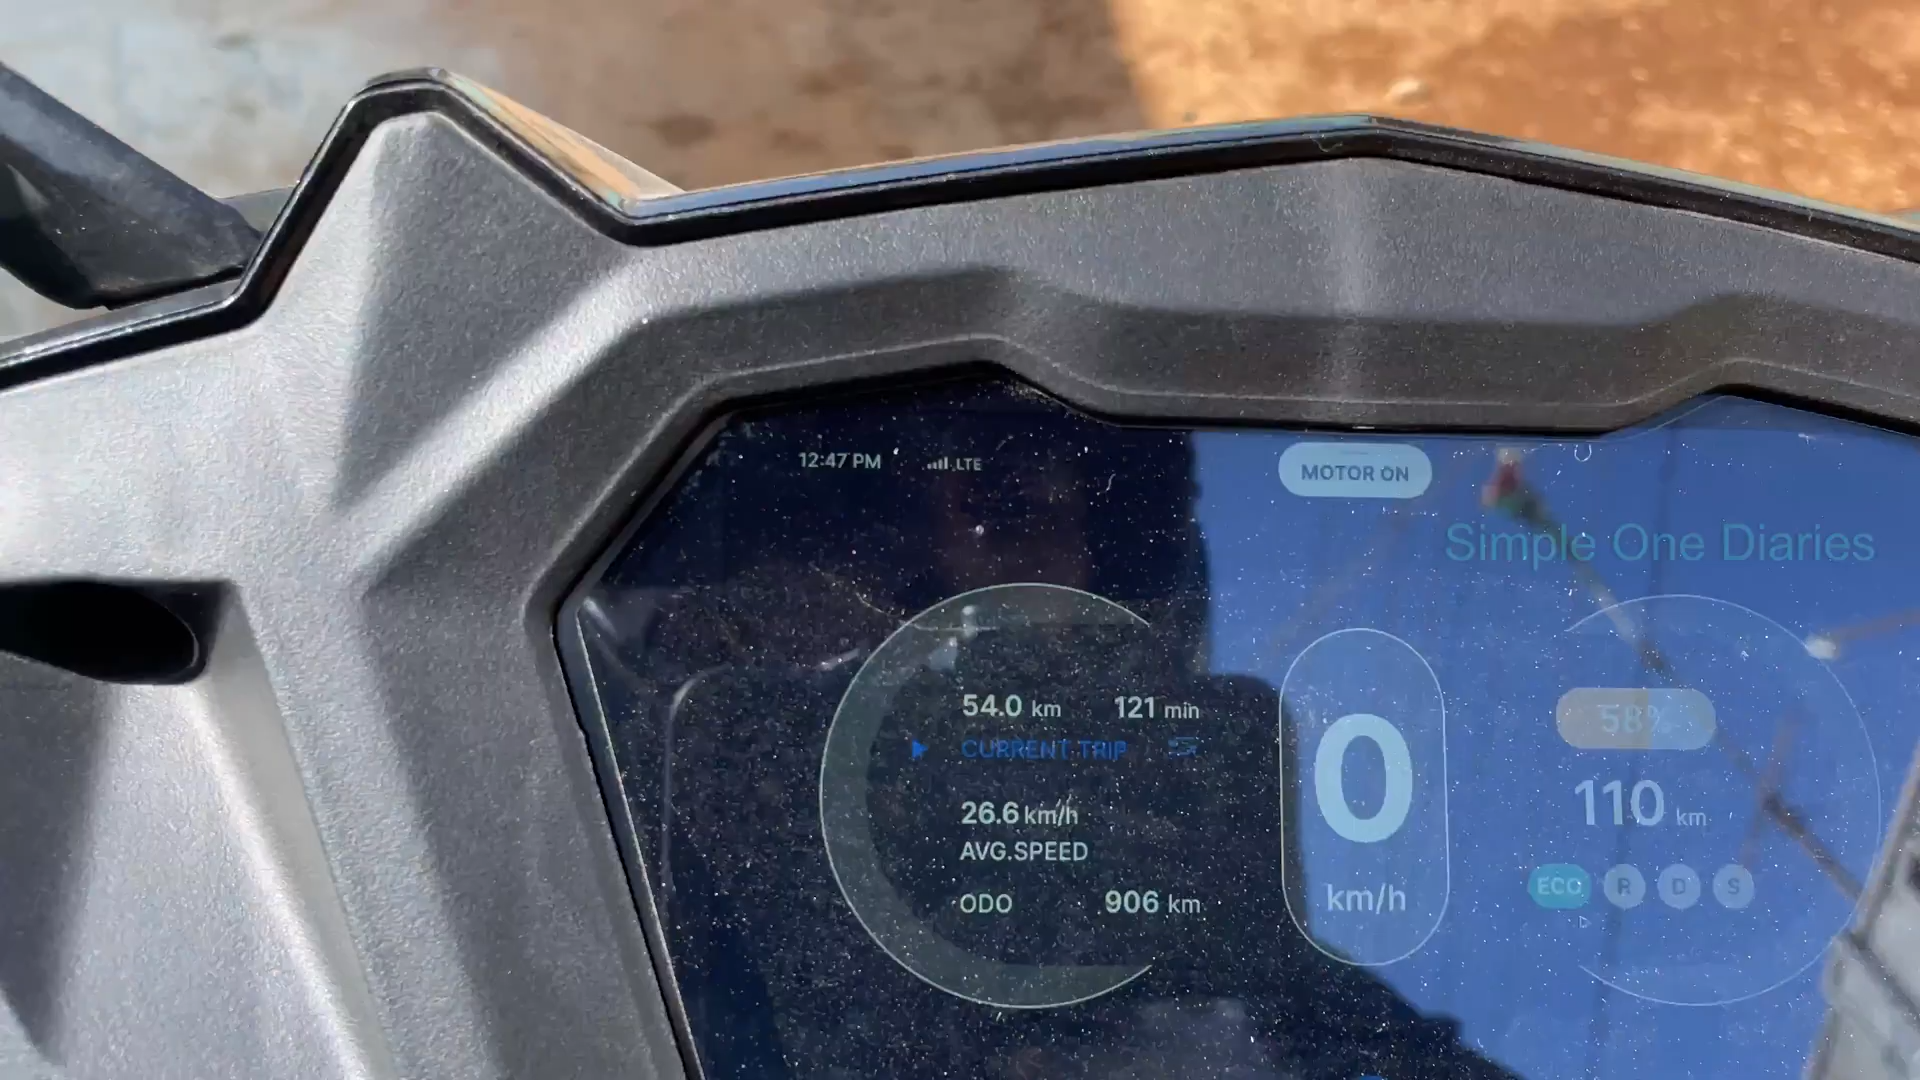 12:47 PM LTE
MOTOR ON
Simple One Diaries
54.0 km 121 min
CURRENT TRIP
26.6 km/h
AVG.SPEED
ODO 906 km
0
km/h
58%
110 km
ECO R D S